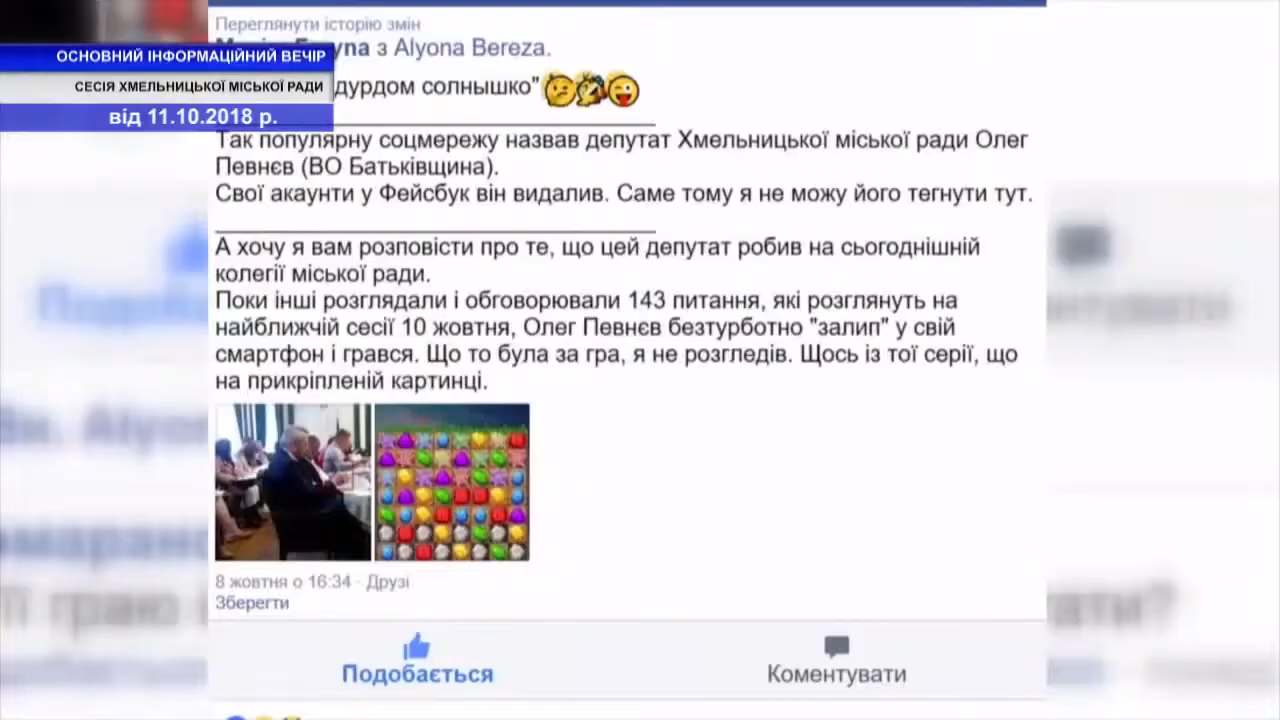 Переглянути історію змін
з Alyona Bereza.
ОСНОВНИЙ ІНФОРМАЦІЙНИЙ ВЕЧІР
СЕСІЯ ХМЕЛЬНИЦЬКОЇ МІСЬКОЇ РАДИ
від 11.10.2018 р.
дурдом солнышко"
Так популярну соцмережу назвав депутат Хмельницької міської ради Олег
Певнєв (ВО Батьківщина).
Свої акаунти у Фейсбук він видалив. Саме тому я не можу його тегнути тут.
А хочу я вам розповісти про те, що цей депутат робив на сьогоднішній
колегії міської ради.
Поки інші розглядали і обговорювали 143 питання, які розглянуть на
найближчій сесії 10 жовтня, Олег Певнєв безтурботно "залип" у свій
смартфон і грався. Що то була за гра, я не розгледів. Щось із тої серії, що
на прикріпленій картинці.
8 жовтня о 16:34 · Друзі
Зберегти
Подобається
Коментувати